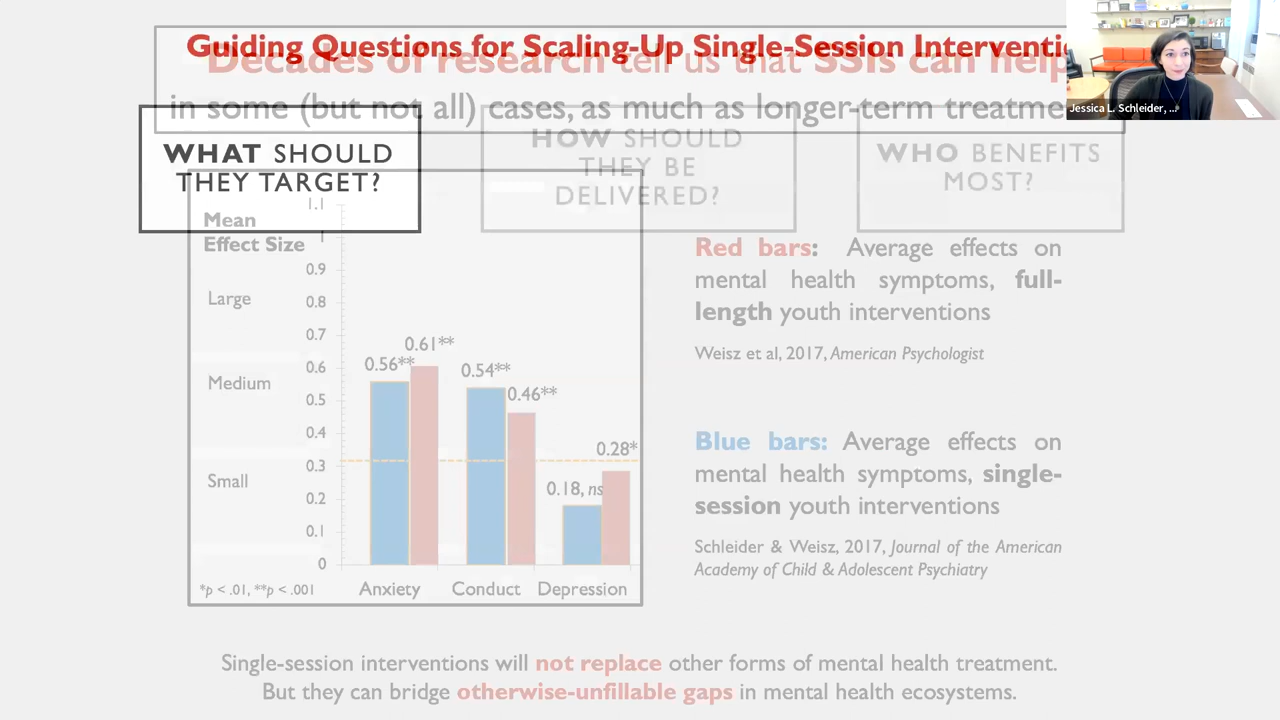 Guiding Questions for Scaling-Up Single-Session Interventio
Decades of research tell us that SSIs can help
in some (but not all) cases, as much as longer-term treatme
Jessica L. Schleider, ...
WHAT SHOULD
THEY TARGET?
HOW SHOULD
THEY BE
DELIVERED?
WHO BENEFITS
MOST?
Mean
Effect Size
Large
Medium
Small
1.1
1
0.9
0.8
0.7
0.6
0.5
0.4
0.3
0.2
0.1
0
0.56**
0.61**
0.54**
0.46**
0.18, ns
0.28*
Anxiety
Conduct
Depression
*p < .01, **p < .001
Red bars: Average effects on
mental health symptoms, full-
length youth interventions
Weisz et al, 2017, American Psychologist
Blue bars: Average effects on
mental health symptoms, single-
session youth interventions
Schleider & Weisz, 2017, Journal of the American
Academy of Child & Adolescent Psychiatry
Single-session interventions will not replace other forms of mental health treatment.
But they can bridge otherwise-unfillable gaps in mental health ecosystems.